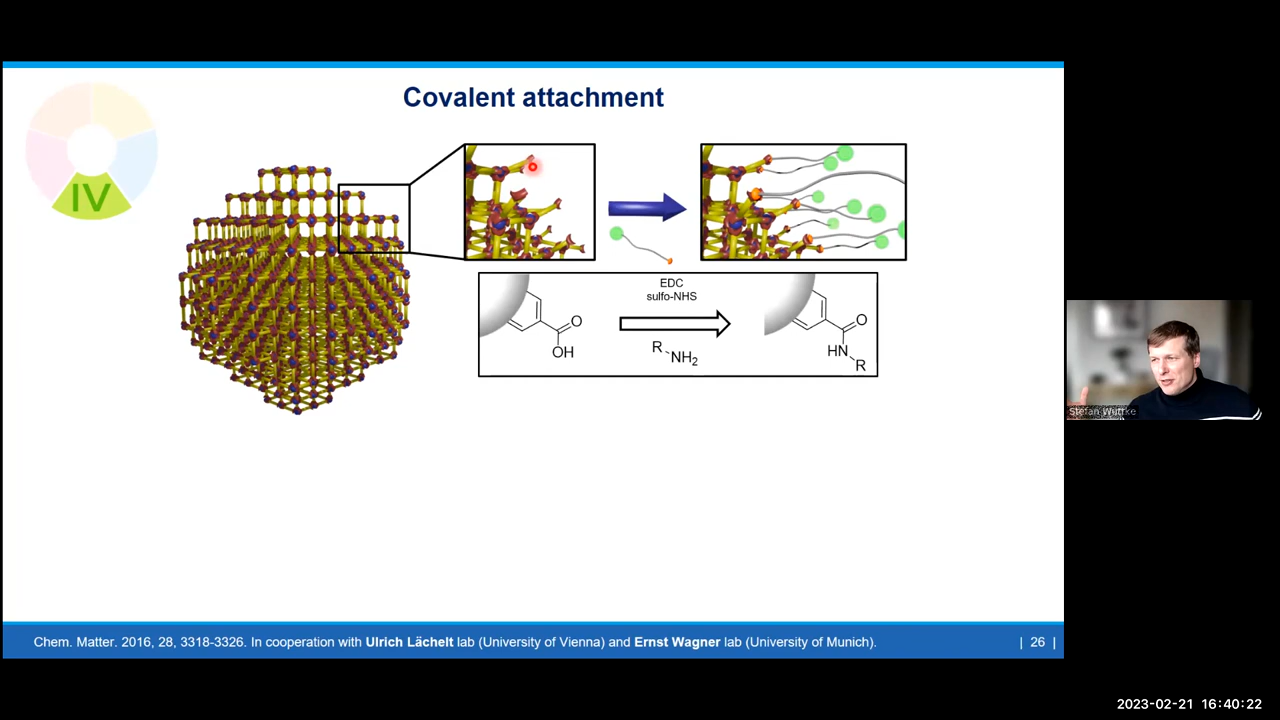 Covalent attachment
IV
EDC
sulfo-NHS
O
OH
R
NH2
O
HN
R
Stefan Wuttke
Chem. Matter. 2016, 28, 3318-3326. In cooperation with Ulrich Lächelt lab (University of Vienna) and Ernst Wagner lab (University of Munich).
| 26 |
2023-02-21 16:40:22